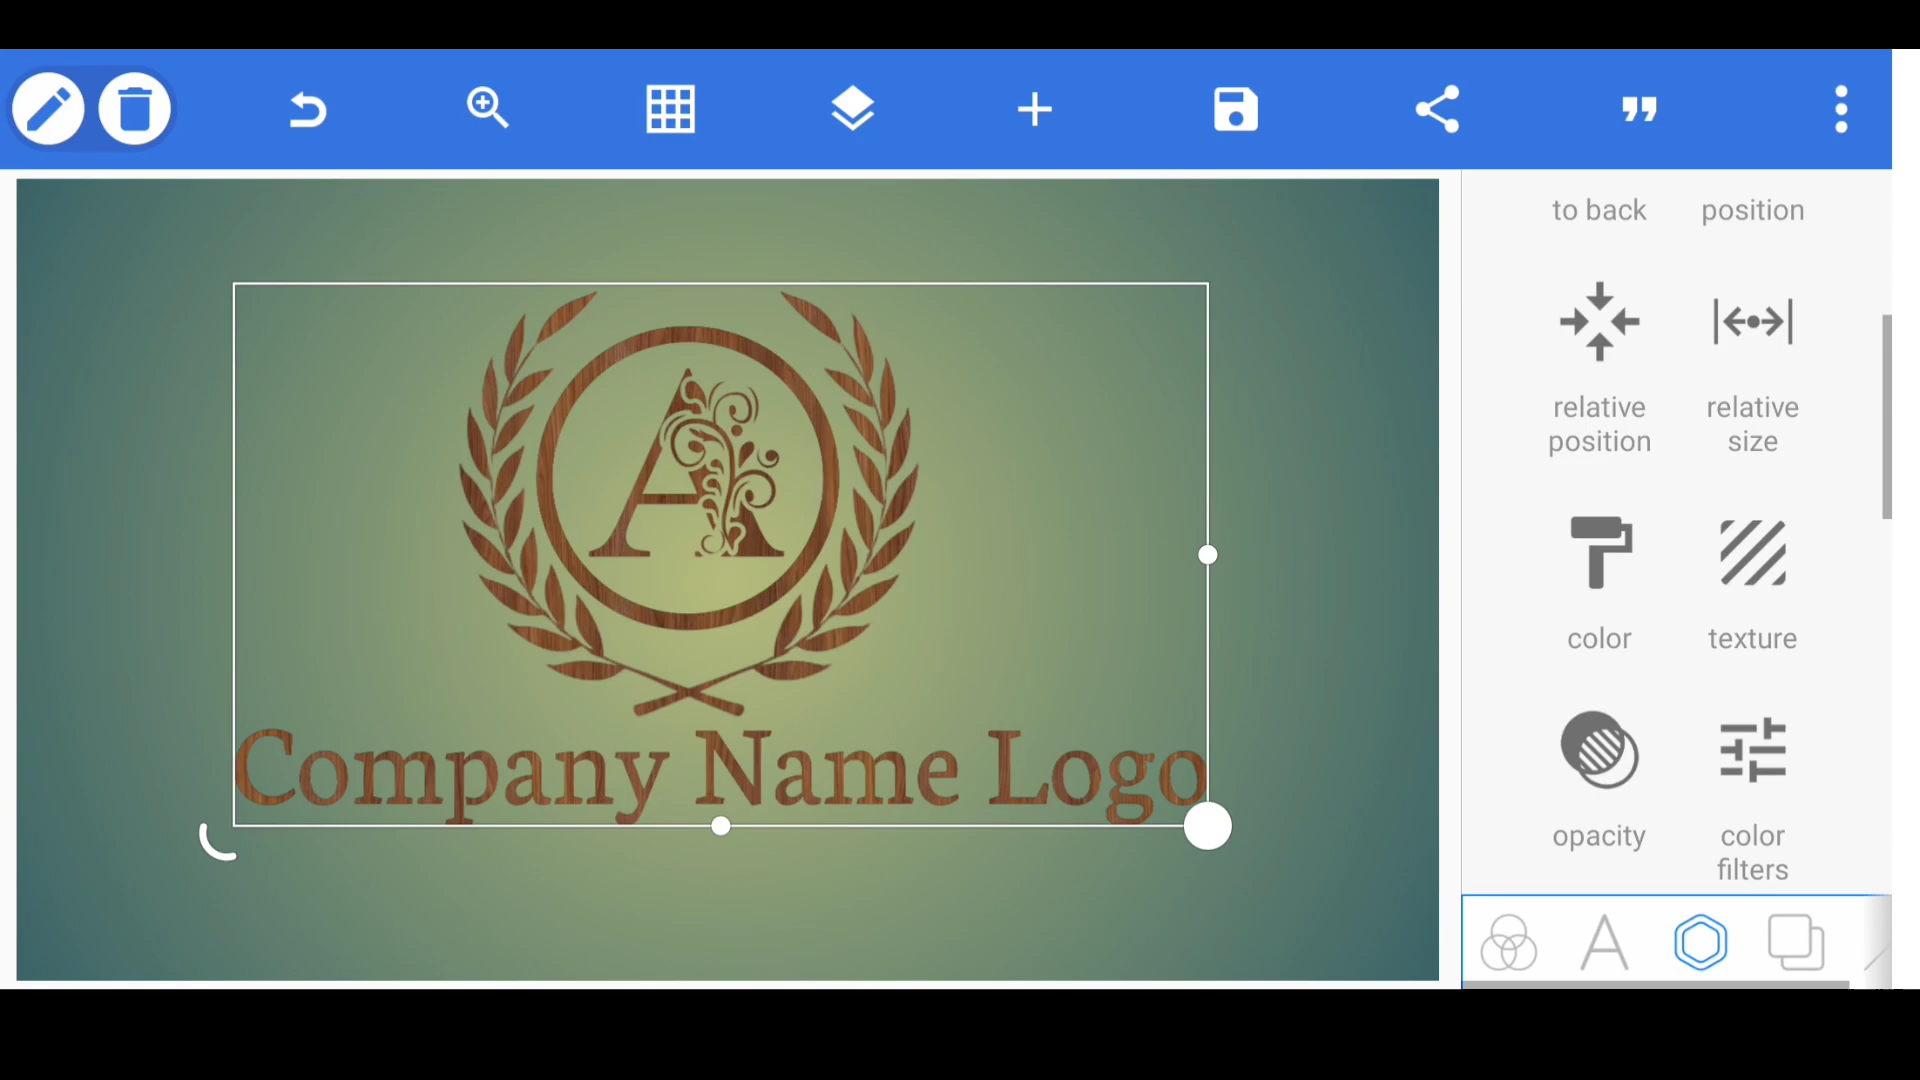 to back
position
relative
position
relative
size
color
texture
opacity
color
filters
A
Company Name Logo